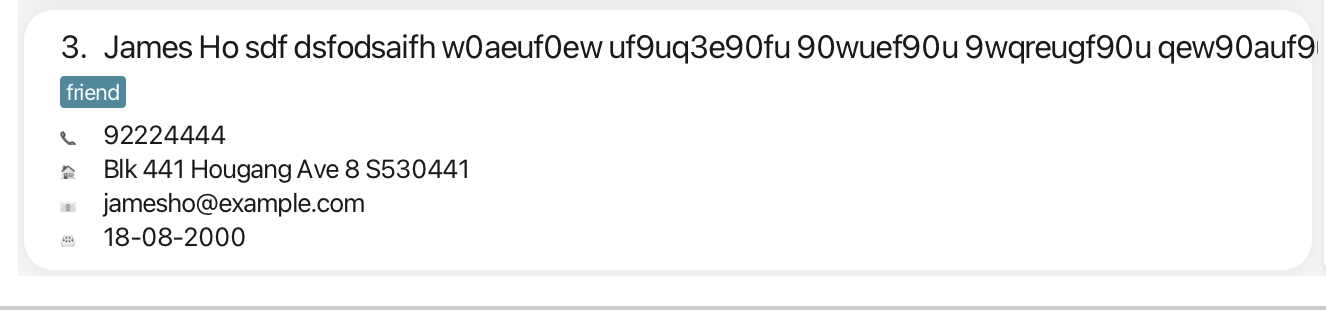 3. James Ho sdf dsfodsaifh w0aeuf0ew uf9uq3e90fu 90wuef90u 9wqreugf90u qew90auf9
friend
92224444
Blk 441 Hougang Ave 8 S530441
jamesho@example.com
18-08-2000